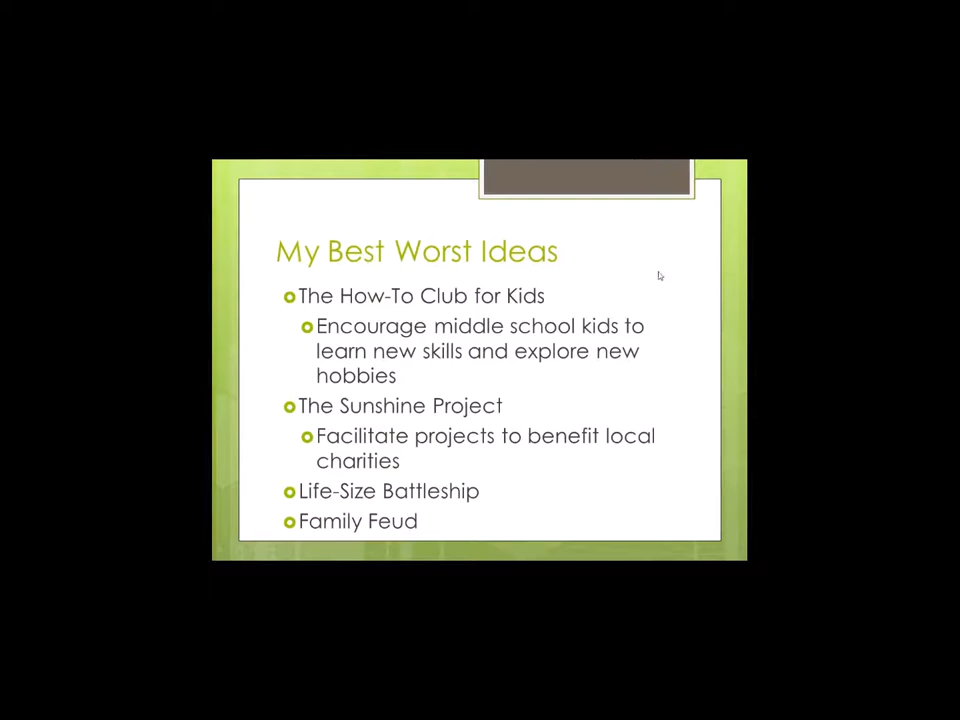 My Best Worst Ideas
The How-To Club for Kids
Encourage middle school kids to
learn new skills and explore new
hobbies
The Sunshine Project
Facilitate projects to benefit local
charities
Life-Size Battleship
Family Feud